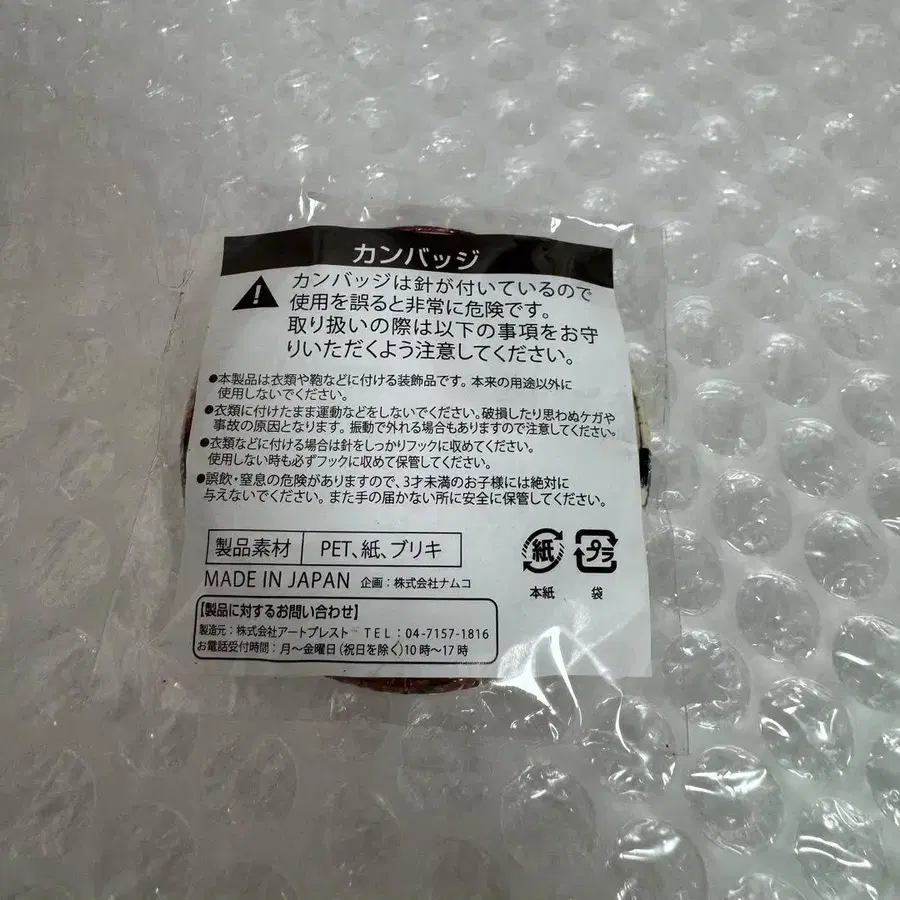 カンバッジ
カンバッジは針が付いているので
使用を誤ると非常に危険です。
取り扱いの際は以下の事項をお守
りいただくよう注意してください。
●本製品は衣類や鞄などに付ける装飾品です。本来の用途以外に
使用しないでください。
●衣類に付けたまま運動などをしないでください。破損したり思わぬケガや
事故の原因となります。振動で外れる場合もありますので注意してください。
●衣類などに付ける場合は針をしっかりフックに収めてください。
使用しない時も必ずフックに収めて保管してください。
●誤飲・窒息の危険がありますので、3才未満のお子様には絶対に
与えないでください。また手の届かない所に安全に保管してください。
製品素材 PET、紙、ブリキ
MADE IN JAPAN 企画：株式会社ナムコ
紙 プラ
本紙 袋
【製品に対するお問い合わせ】
製造元：株式会社アートプレスト TEL：04-7157-1816
お電話受付時間：月～金曜日（祝日を除く）10時～17時